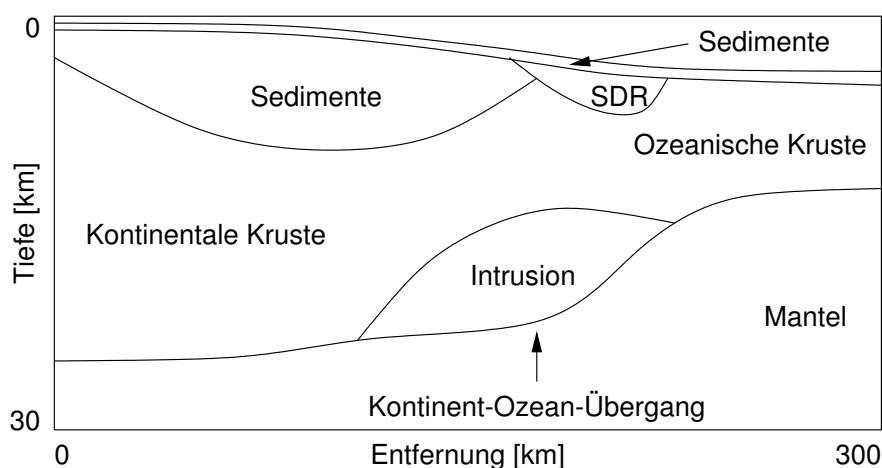 0
Sedimente
Sedimente
SDR
Ozeanische Kruste
Tiefe [km]
Kontinentale Kruste
Intrusion
Mantel
Kontinent-Ozean-Übergang
30
0
Entfernung [km]
300